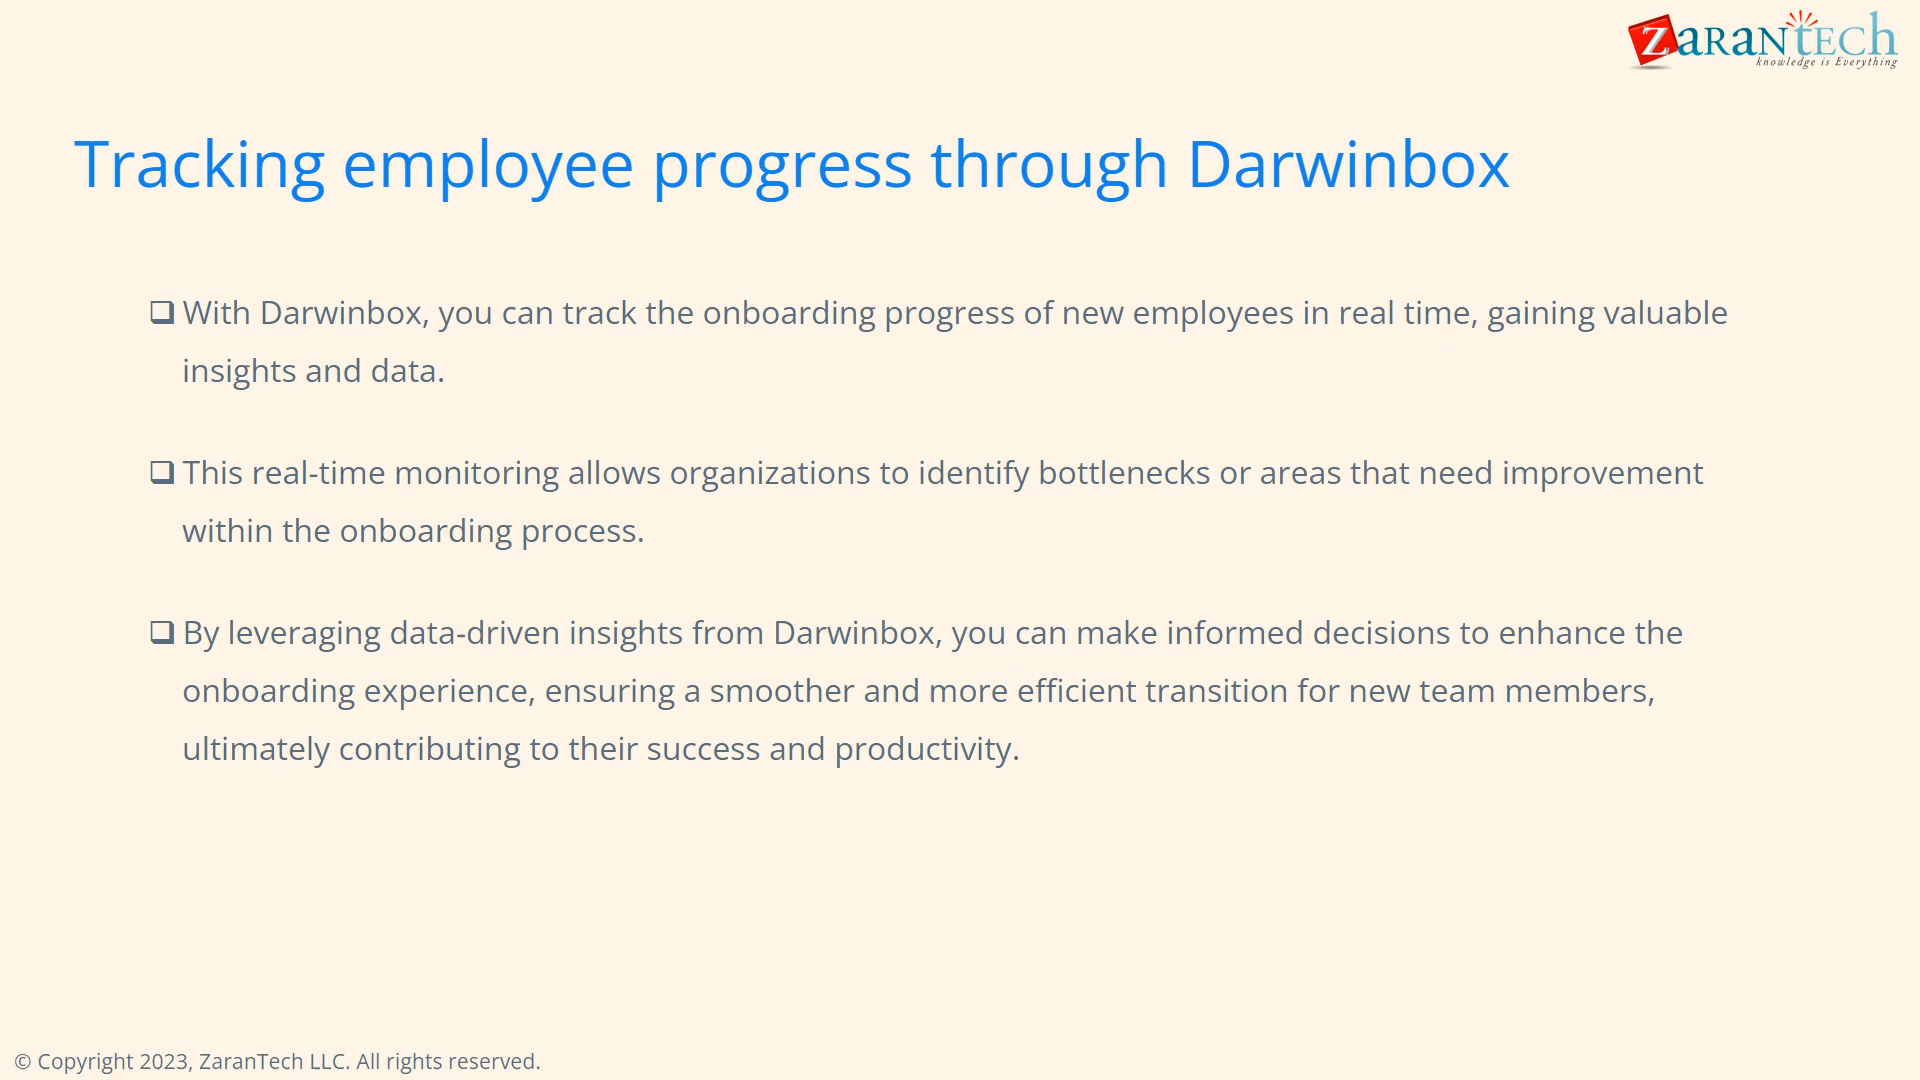 ZaranTech
knowledge is Everything
Tracking employee progress through Darwinbox
❑ With Darwinbox, you can track the onboarding progress of new employees in real time, gaining valuable
insights and data.
❑ This real-time monitoring allows organizations to identify bottlenecks or areas that need improvement
within the onboarding process.
❑ By leveraging data-driven insights from Darwinbox, you can make informed decisions to enhance the
onboarding experience, ensuring a smoother and more efficient transition for new team members,
ultimately contributing to their success and productivity.
© Copyright 2023, ZaranTech LLC. All rights reserved.